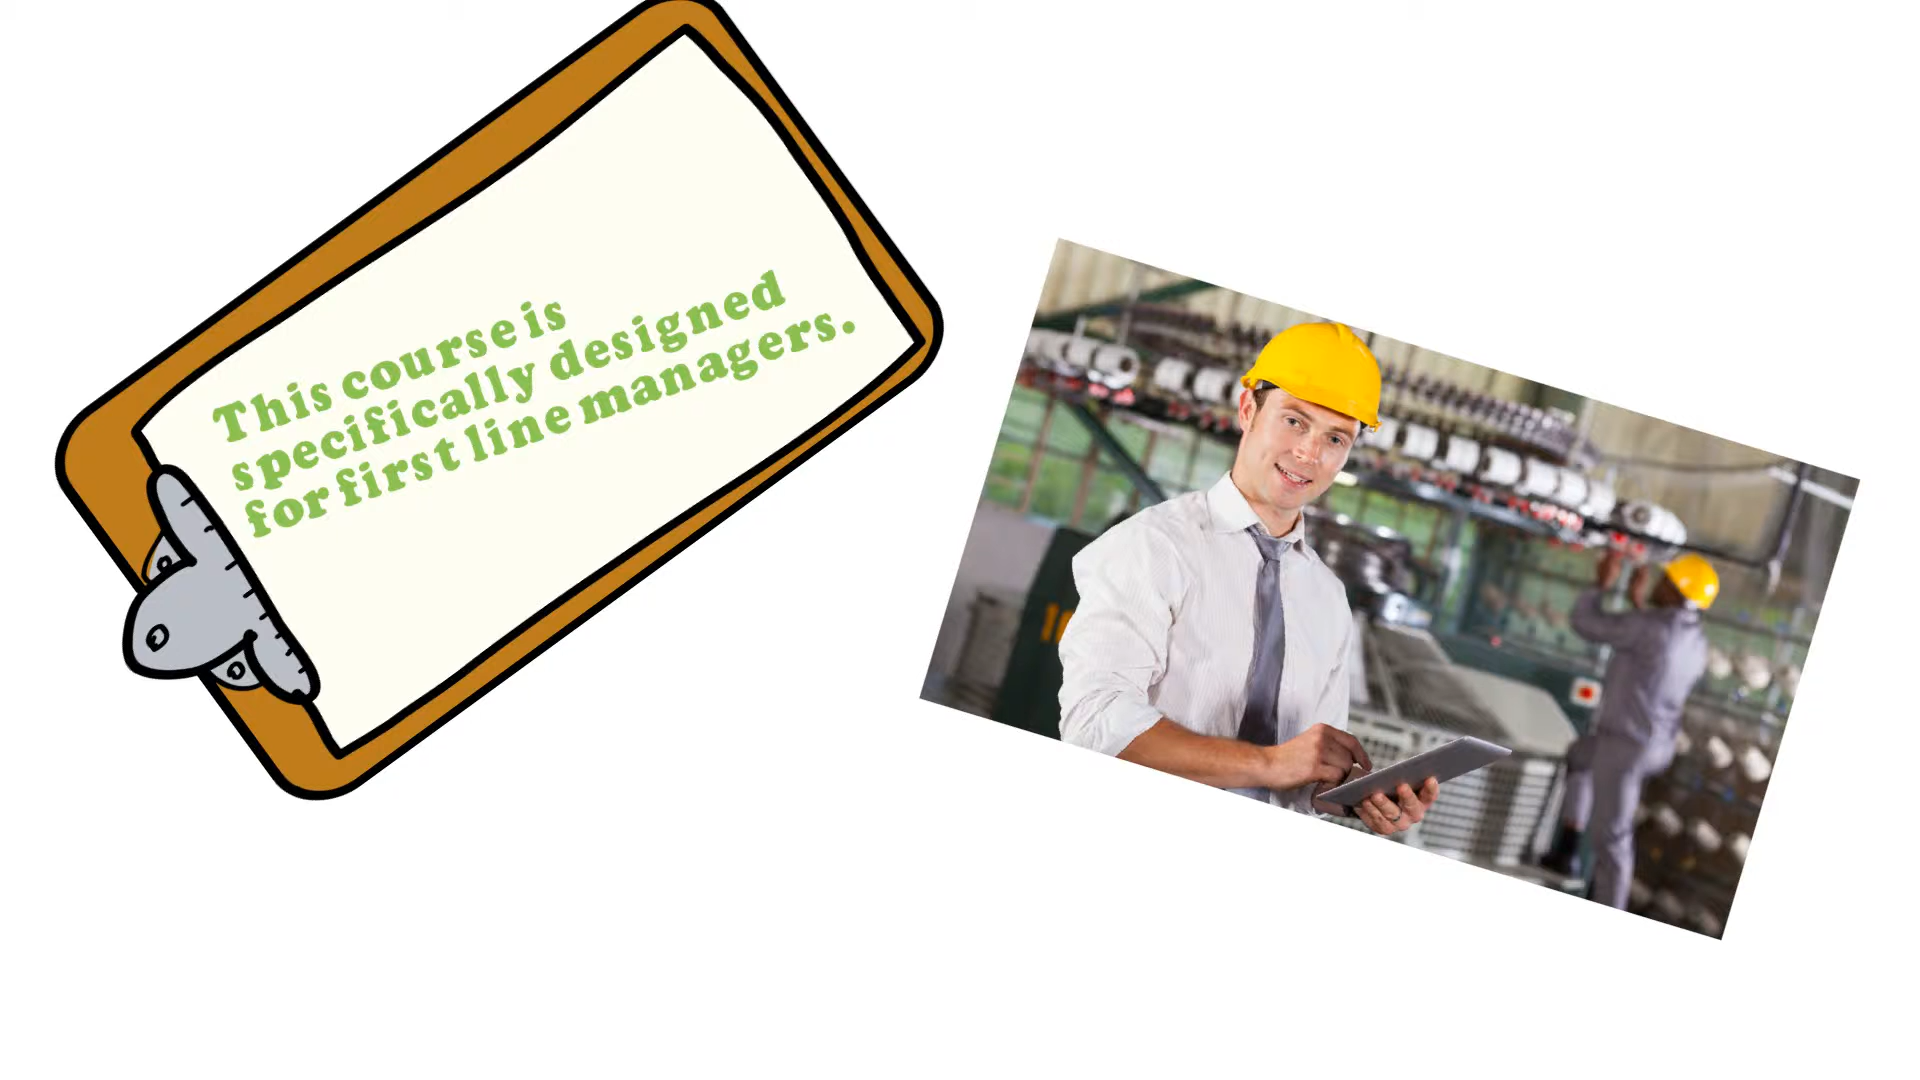 This course is
specifically designed
for first line managers.